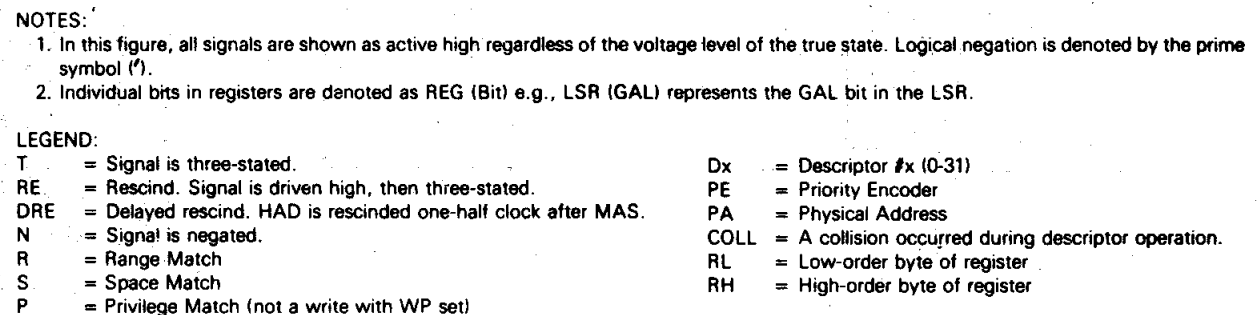 NOTES:
1. In this figure, all signals are shown as active high regardless of the voltage level of the true state. Logical negation is denoted by the prime
symbol (').
2. Individual bits in registers are denoted as REG (Bit) e.g., LSR (GAL) represents the GAL bit in the LSR.
LEGEND:
T = Signal is three-stated.
RE = Rescind. Signal is driven high, then three-stated.
DRE = Delayed rescind. HAD is rescinded one-half clock after MAS.
N = Signal is negated.
R = Range Match
S = Space Match
P = Privilege Match (not a write with WP set)
Dx = Descriptor #x (0-31)
PE = Priority Encoder
PA = Physical Address
COLL = A collision occurred during descriptor operation.
RL = Low-order byte of register
RH = High-order byte of register